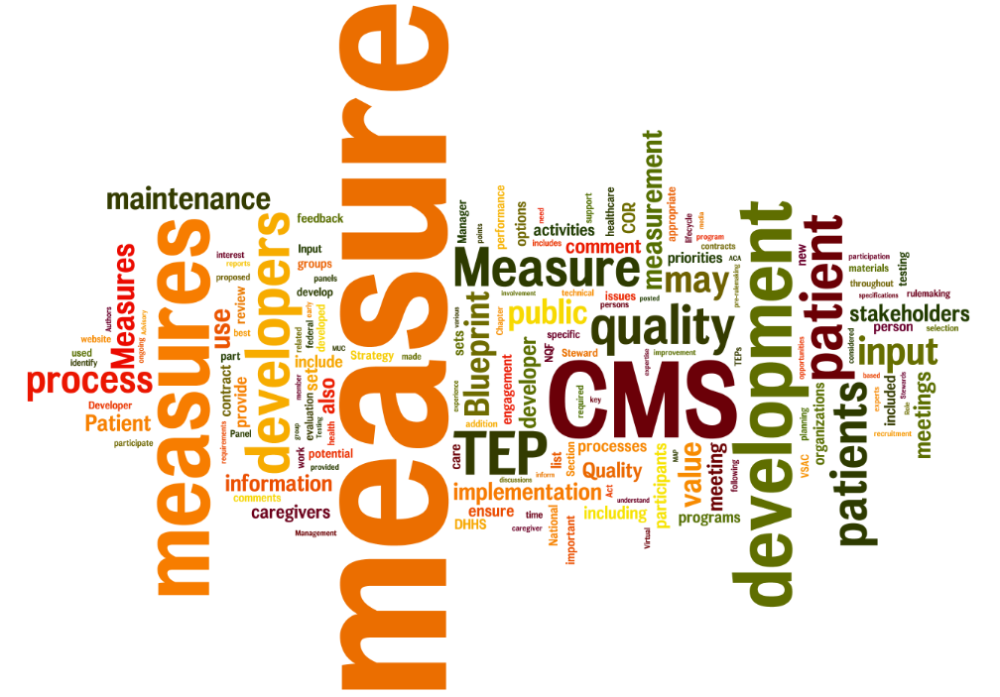 maintenance
measures
Measures
process
Authors
website
used
Identify
ongoing
Advisory
Developer
Patient
participate
developers
interest
reports
proposed
review
use
best
part
contract
provide
requirements
Panel
information
comments
caregivers
Management
feedback
Input
groups
panels
develop
related
federal
early
developed
MUC
Strategy
made
include
member
sets
also
evaluation
Testing
group
health
work
potential
provided
measure
Manager
points
performance
options
need
includes
activities
support
healthcare
COR
comment
measurement
appropriate
lifecycle
media
program
contracts
priorities
ACA
pre-rulemaking
Measure
may
involvement
technical
issues
posted
persons
sets
various
Blueprint
Chapter
public
specific
quality
NQF
Steward
expertise
improvement
TEPs
experience
engagement
developer
addition
CMS
required
key
TEP
care
discussions
inform
list
Section
processes
Quality
participants
MAP
value
meeting
following
implementation
Act
understand
ensure
time
DHHS
caregiver
National
important
including
Virtual
programs
development
new
patient
participation
materials
testing
throughout
specifications
rulemaking
stakeholders
person
selection
opportunities
considered
input
based
experts
included
Role
Stewards
meetings
recruitment
planning
organizations
VSAC
patients